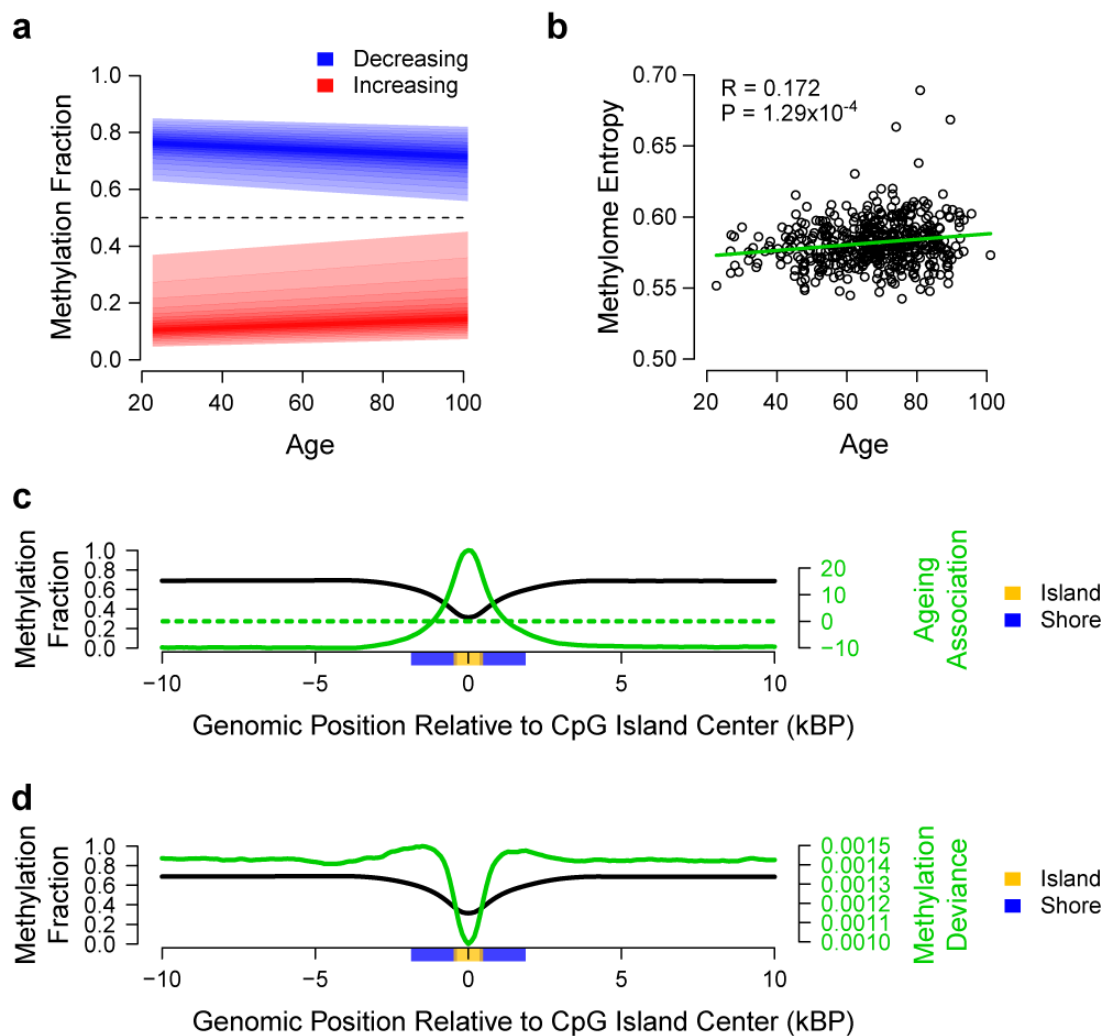 a
Decreasing
Increasing
Methylation Fraction
1.0
0.8
0.6
0.4
0.2
0.0
20 40 60 80 100
Age
b
R = 0.172
P = 1.29x10⁻⁴
Methylome Entropy
0.70
0.65
0.60
0.55
0.50
20 40 60 80 100
Age
c
Methylation
Fraction
1.0
0.8
0.6
0.4
0.2
0.0
20
10
0
−10
Ageing
Association
Island
Shore
−10 −5 0 5 10
Genomic Position Relative to CpG Island Center (kBP)
d
Methylation
Fraction
1.0
0.8
0.6
0.4
0.2
0.0
0.0015
0.0014
0.0013
0.0012
0.0011
0.0010
Methylation
Deviance
Island
Shore
−10 −5 0 5 10
Genomic Position Relative to CpG Island Center (kBP)